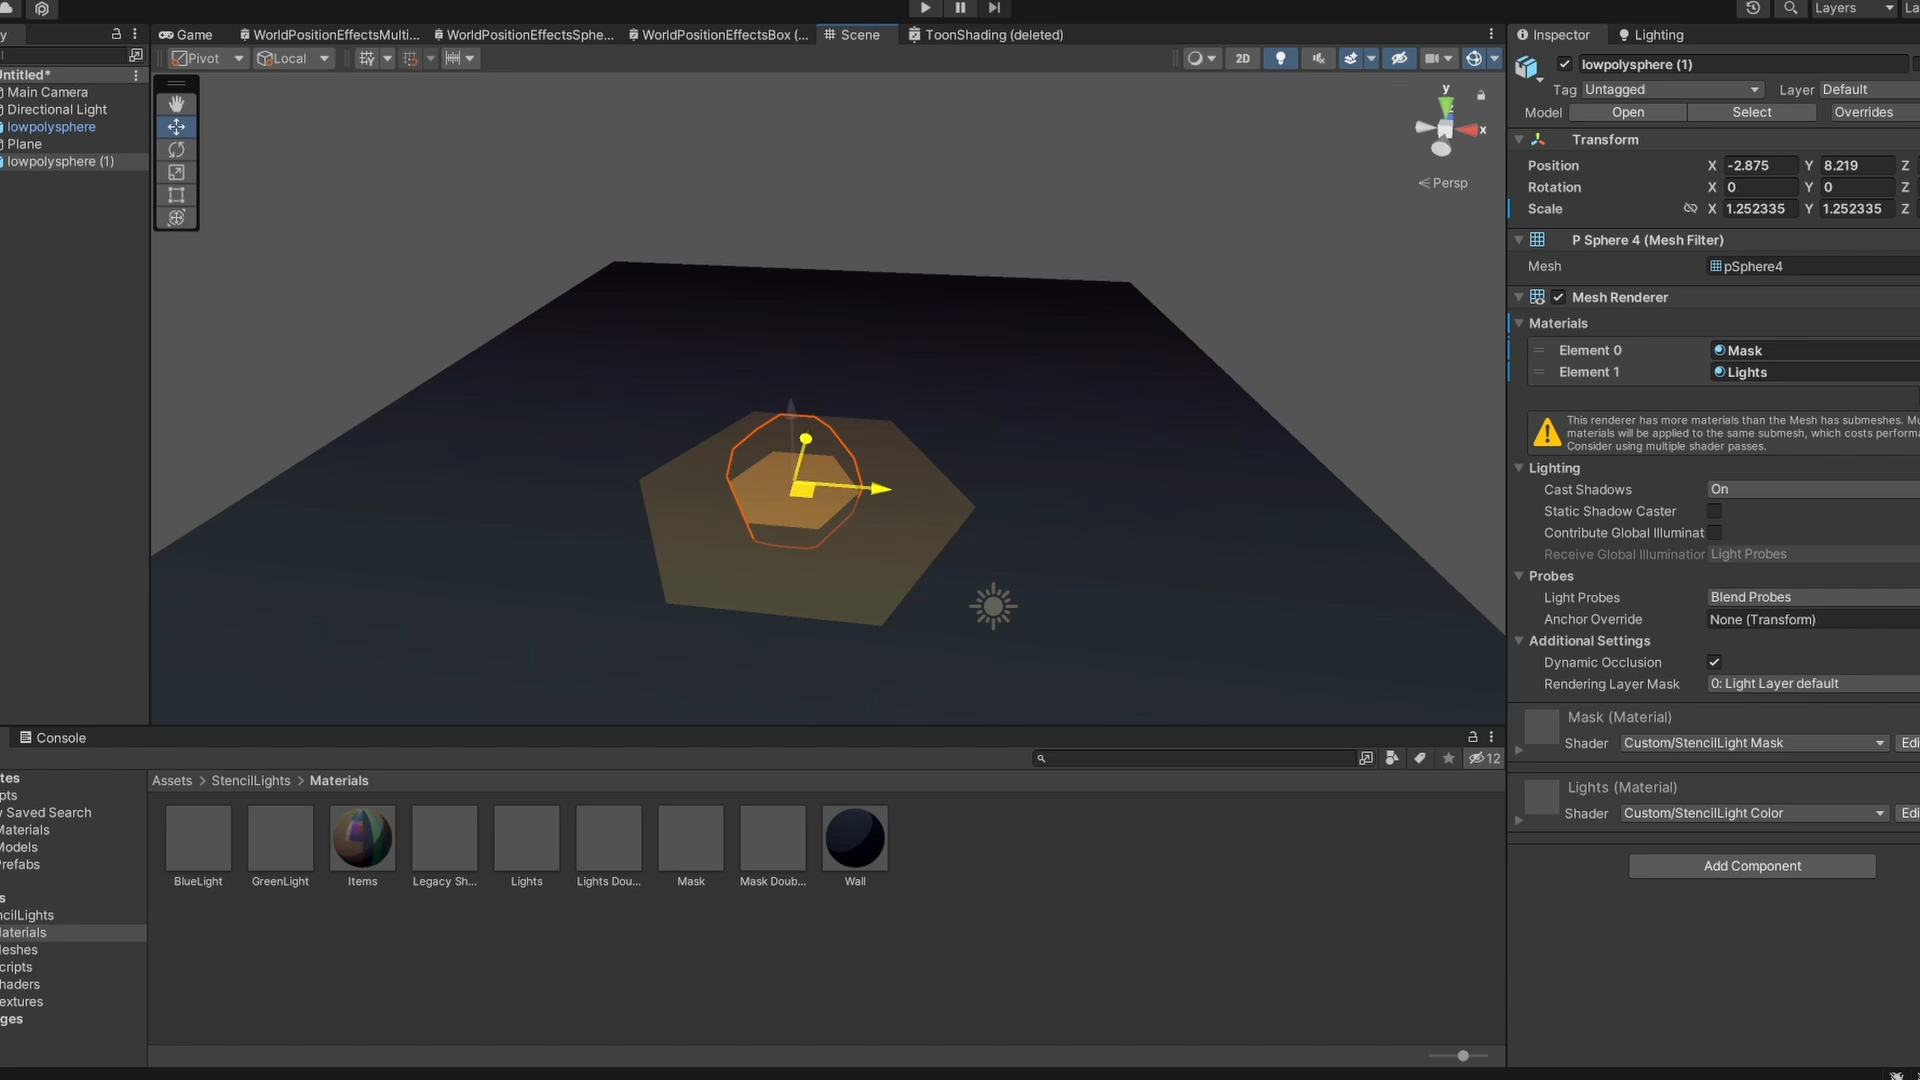 Layers
La
y
Game
WorldPositionEffectsMulti...
WorldPositionEffectsSphe...
WorldPositionEffectsBox (...
Scene
ToonShading (deleted)
Inspector
Lighting
Pivot
Local
2D
Untitled*
Main Camera
Directional Light
lowpolysphere
Plane
lowpolysphere (1)
y
x
Persp
lowpolysphere (1)
Tag Untagged Layer Default
Model Open Select Overrides
Transform
Position X -2.875 Y 8.219 Z
Rotation X 0 Y 0 Z
Scale X 1.252335 Y 1.252335 Z
P Sphere 4 (Mesh Filter)
Mesh pSphere4
Mesh Renderer
Materials
Element 0 Mask
Element 1 Lights
This renderer has more materials than the Mesh has submeshes. Mu
materials will be applied to the same submesh, which costs performa
Consider using multiple shader passes.
Lighting
Cast Shadows On
Static Shadow Caster
Contribute Global Illuminat
Receive Global Illumination Light Probes
Probes
Light Probes Blend Probes
Anchor Override None (Transform)
Additional Settings
Dynamic Occlusion
Rendering Layer Mask 0: Light Layer default
Mask (Material)
Shader Custom/StencilLight Mask Edi
Lights (Material)
Shader Custom/StencilLight Color Edi
Add Component
Console
12
tes
pts
v Saved Search
Materials
Models
Prefabs
s
ncilLights
laterials
leshes
cripts
haders
extures
ges
Assets > StencilLights > Materials
BlueLight
GreenLight
Items
Legacy Sh...
Lights
Lights Dou...
Mask
Mask Doub...
Wall